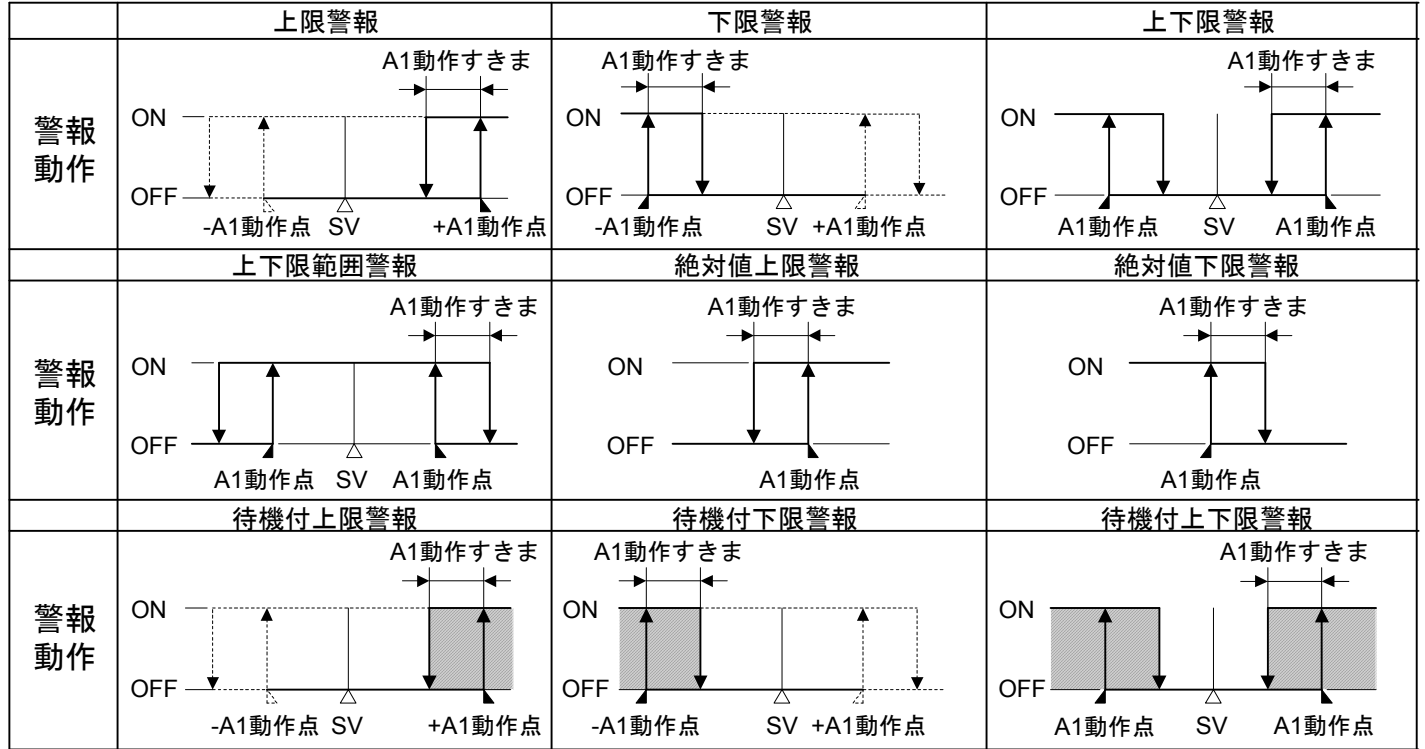 上限警報 下限警報 上下限警報
警報動作
A1動作すきま
ON
OFF
-A1動作点 SV +A1動作点
A1動作すきま
ON
OFF
-A1動作点 SV +A1動作点
A1動作すきま
ON
OFF
A1動作点 SV A1動作点
上下限範囲警報 絶対値上限警報 絶対値下限警報
警報動作
A1動作すきま
ON
OFF
A1動作点 SV A1動作点
A1動作すきま
ON
OFF
A1動作点
A1動作すきま
ON
OFF
A1動作点
待機付上限警報 待機付下限警報 待機付上下限警報
警報動作
A1動作すきま
ON
OFF
-A1動作点 SV +A1動作点
A1動作すきま
ON
OFF
-A1動作点 SV +A1動作点
A1動作すきま
ON
OFF
A1動作点 SV A1動作点